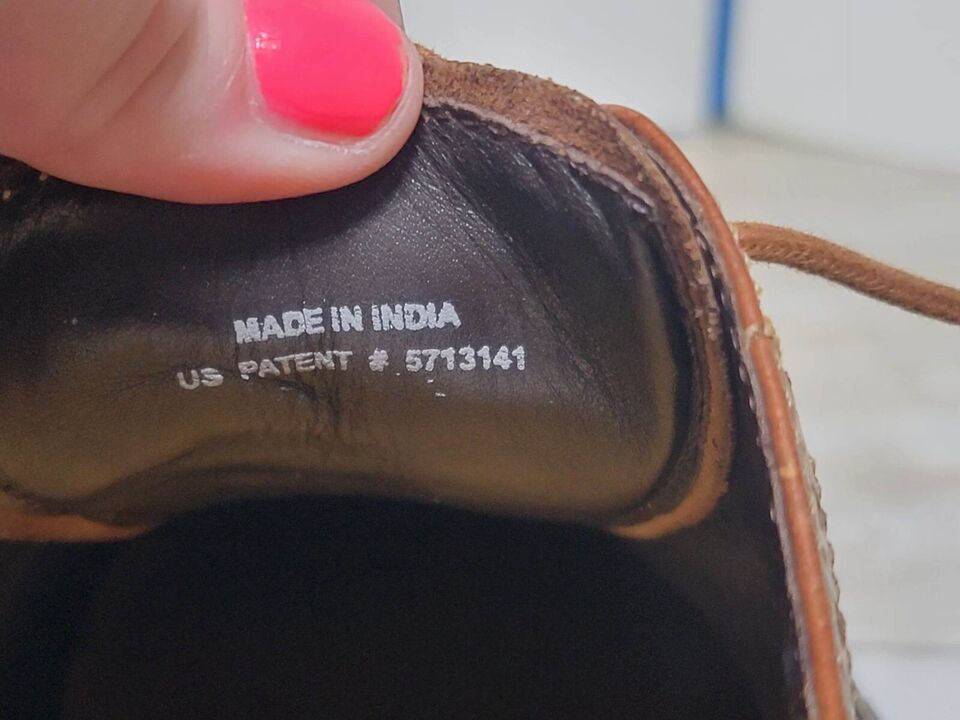 MADE IN INDIA
US PATENT # 5713141